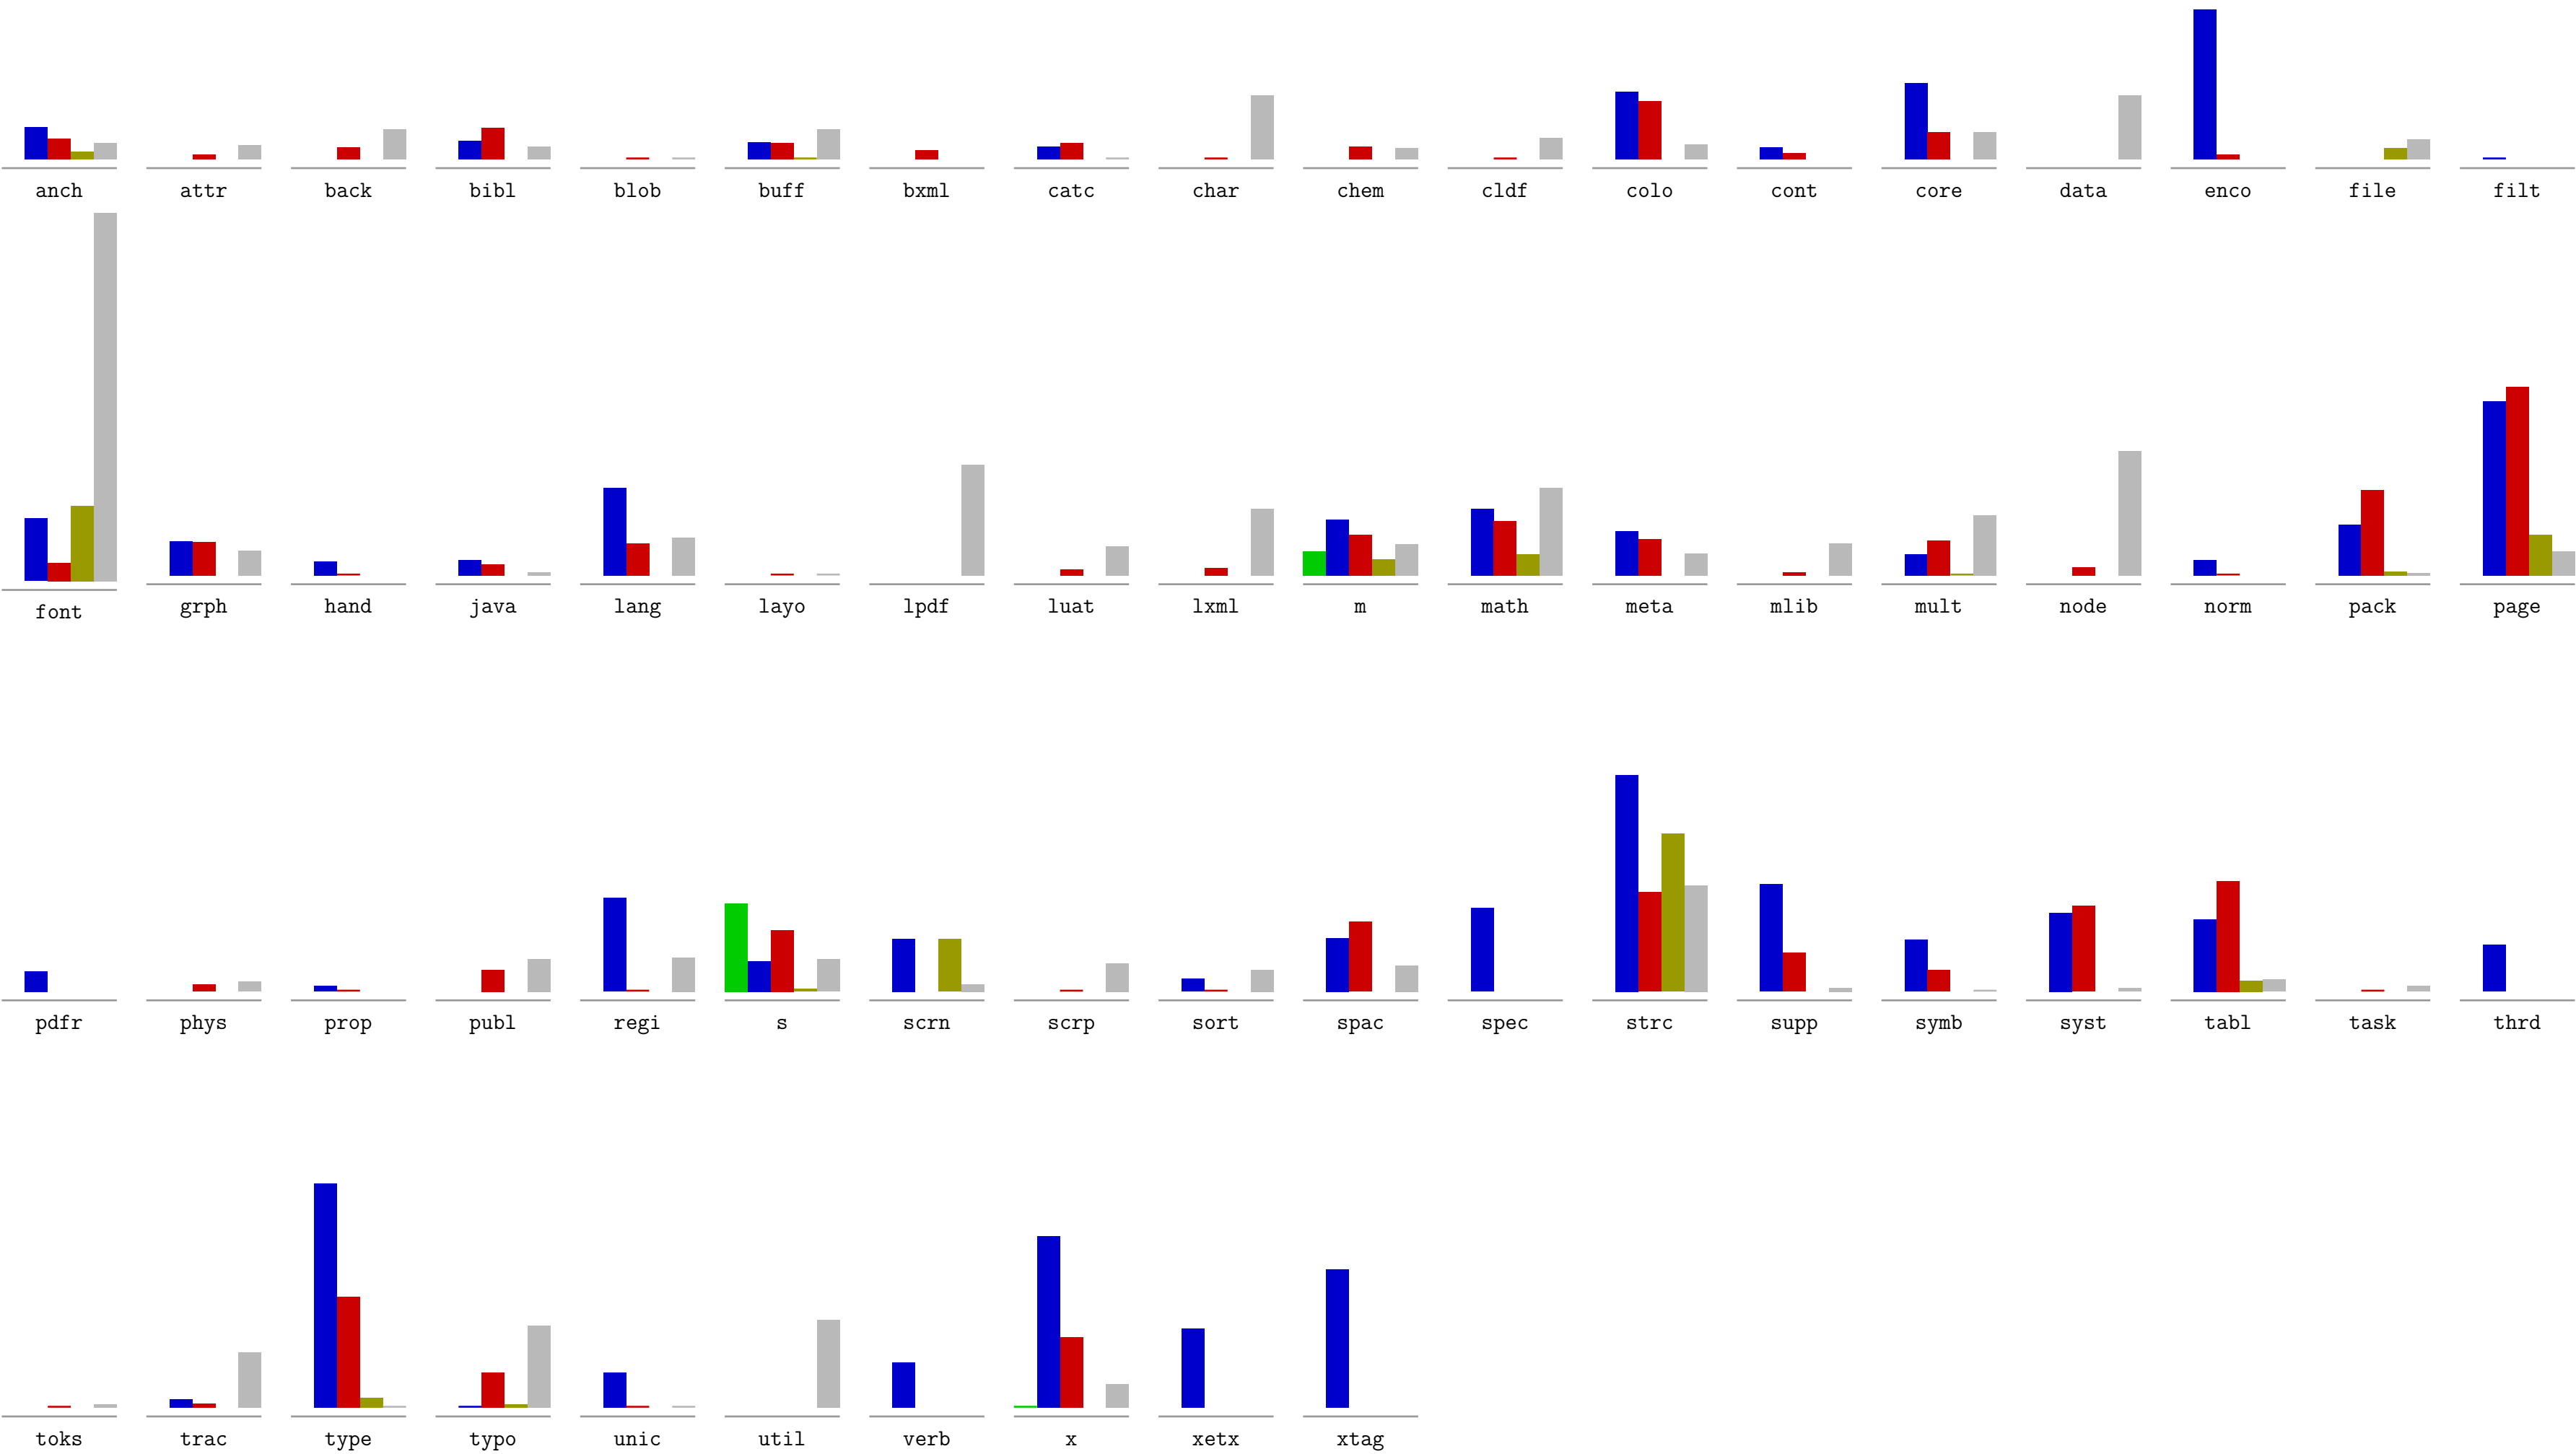 anch attr back bibl blob buff bxml catc char chem cldf colo cont core data enco file filt
font grph hand java lang layo lpdf luat lxml m math meta mlib mult node norm pack page
pdfr phys prop publ regi s scrn scrp sort spac spec strc supp symb syst tabl task thrd
toks trac type typo unic util verb x xetx xtag